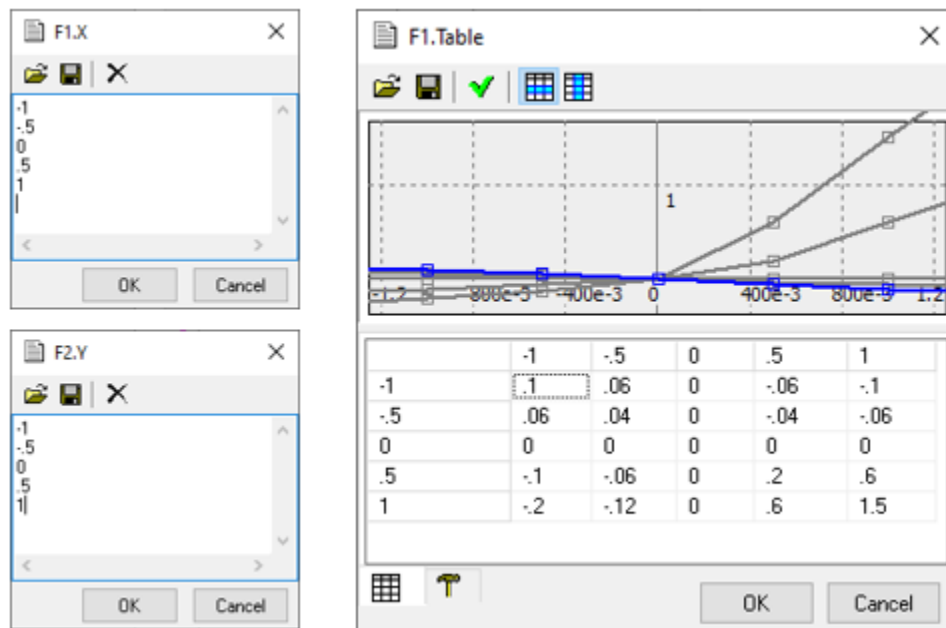 F1.X
-1
-.5
0
.5
1
OK Cancel
F2.Y
-1
-.5
0
.5
1
OK Cancel
F1.Table
1
-1.2 800e-3 -400e-3 0 400e-3 800e-3 1.2
-1 -.5 0 .5 1
-1 .1 .06 0 -.06 -.1
-.5 .06 .04 0 -.04 -.06
0 0 0 0 0 0
.5 -.1 -.06 0 .2 .6
1 -.2 -.12 0 .6 1.5
OK Cancel